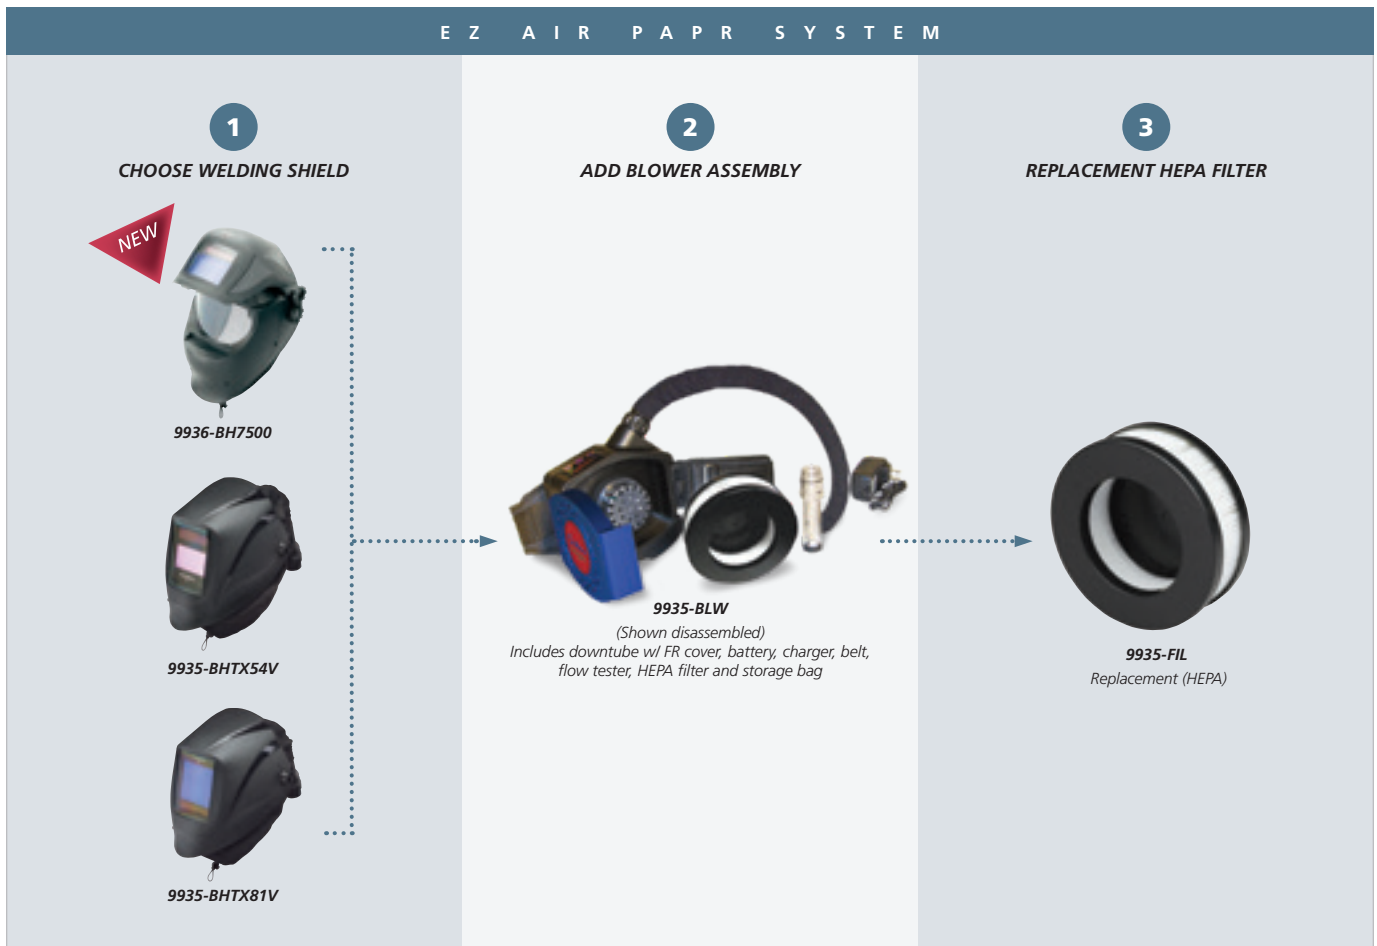 EZ AIR PAPR SYSTEM
1
CHOOSE WELDING SHIELD
NEW
9936-BH7500
9935-BHTX54V
9935-BHTX81V
2
ADD BLOWER ASSEMBLY
9935-BLW
(Shown disassembled)
Includes downtube w/ FR cover, battery, charger, belt,
flow tester, HEPA filter and storage bag
3
REPLACEMENT HEPA FILTER
9935-FIL
Replacement (HEPA)